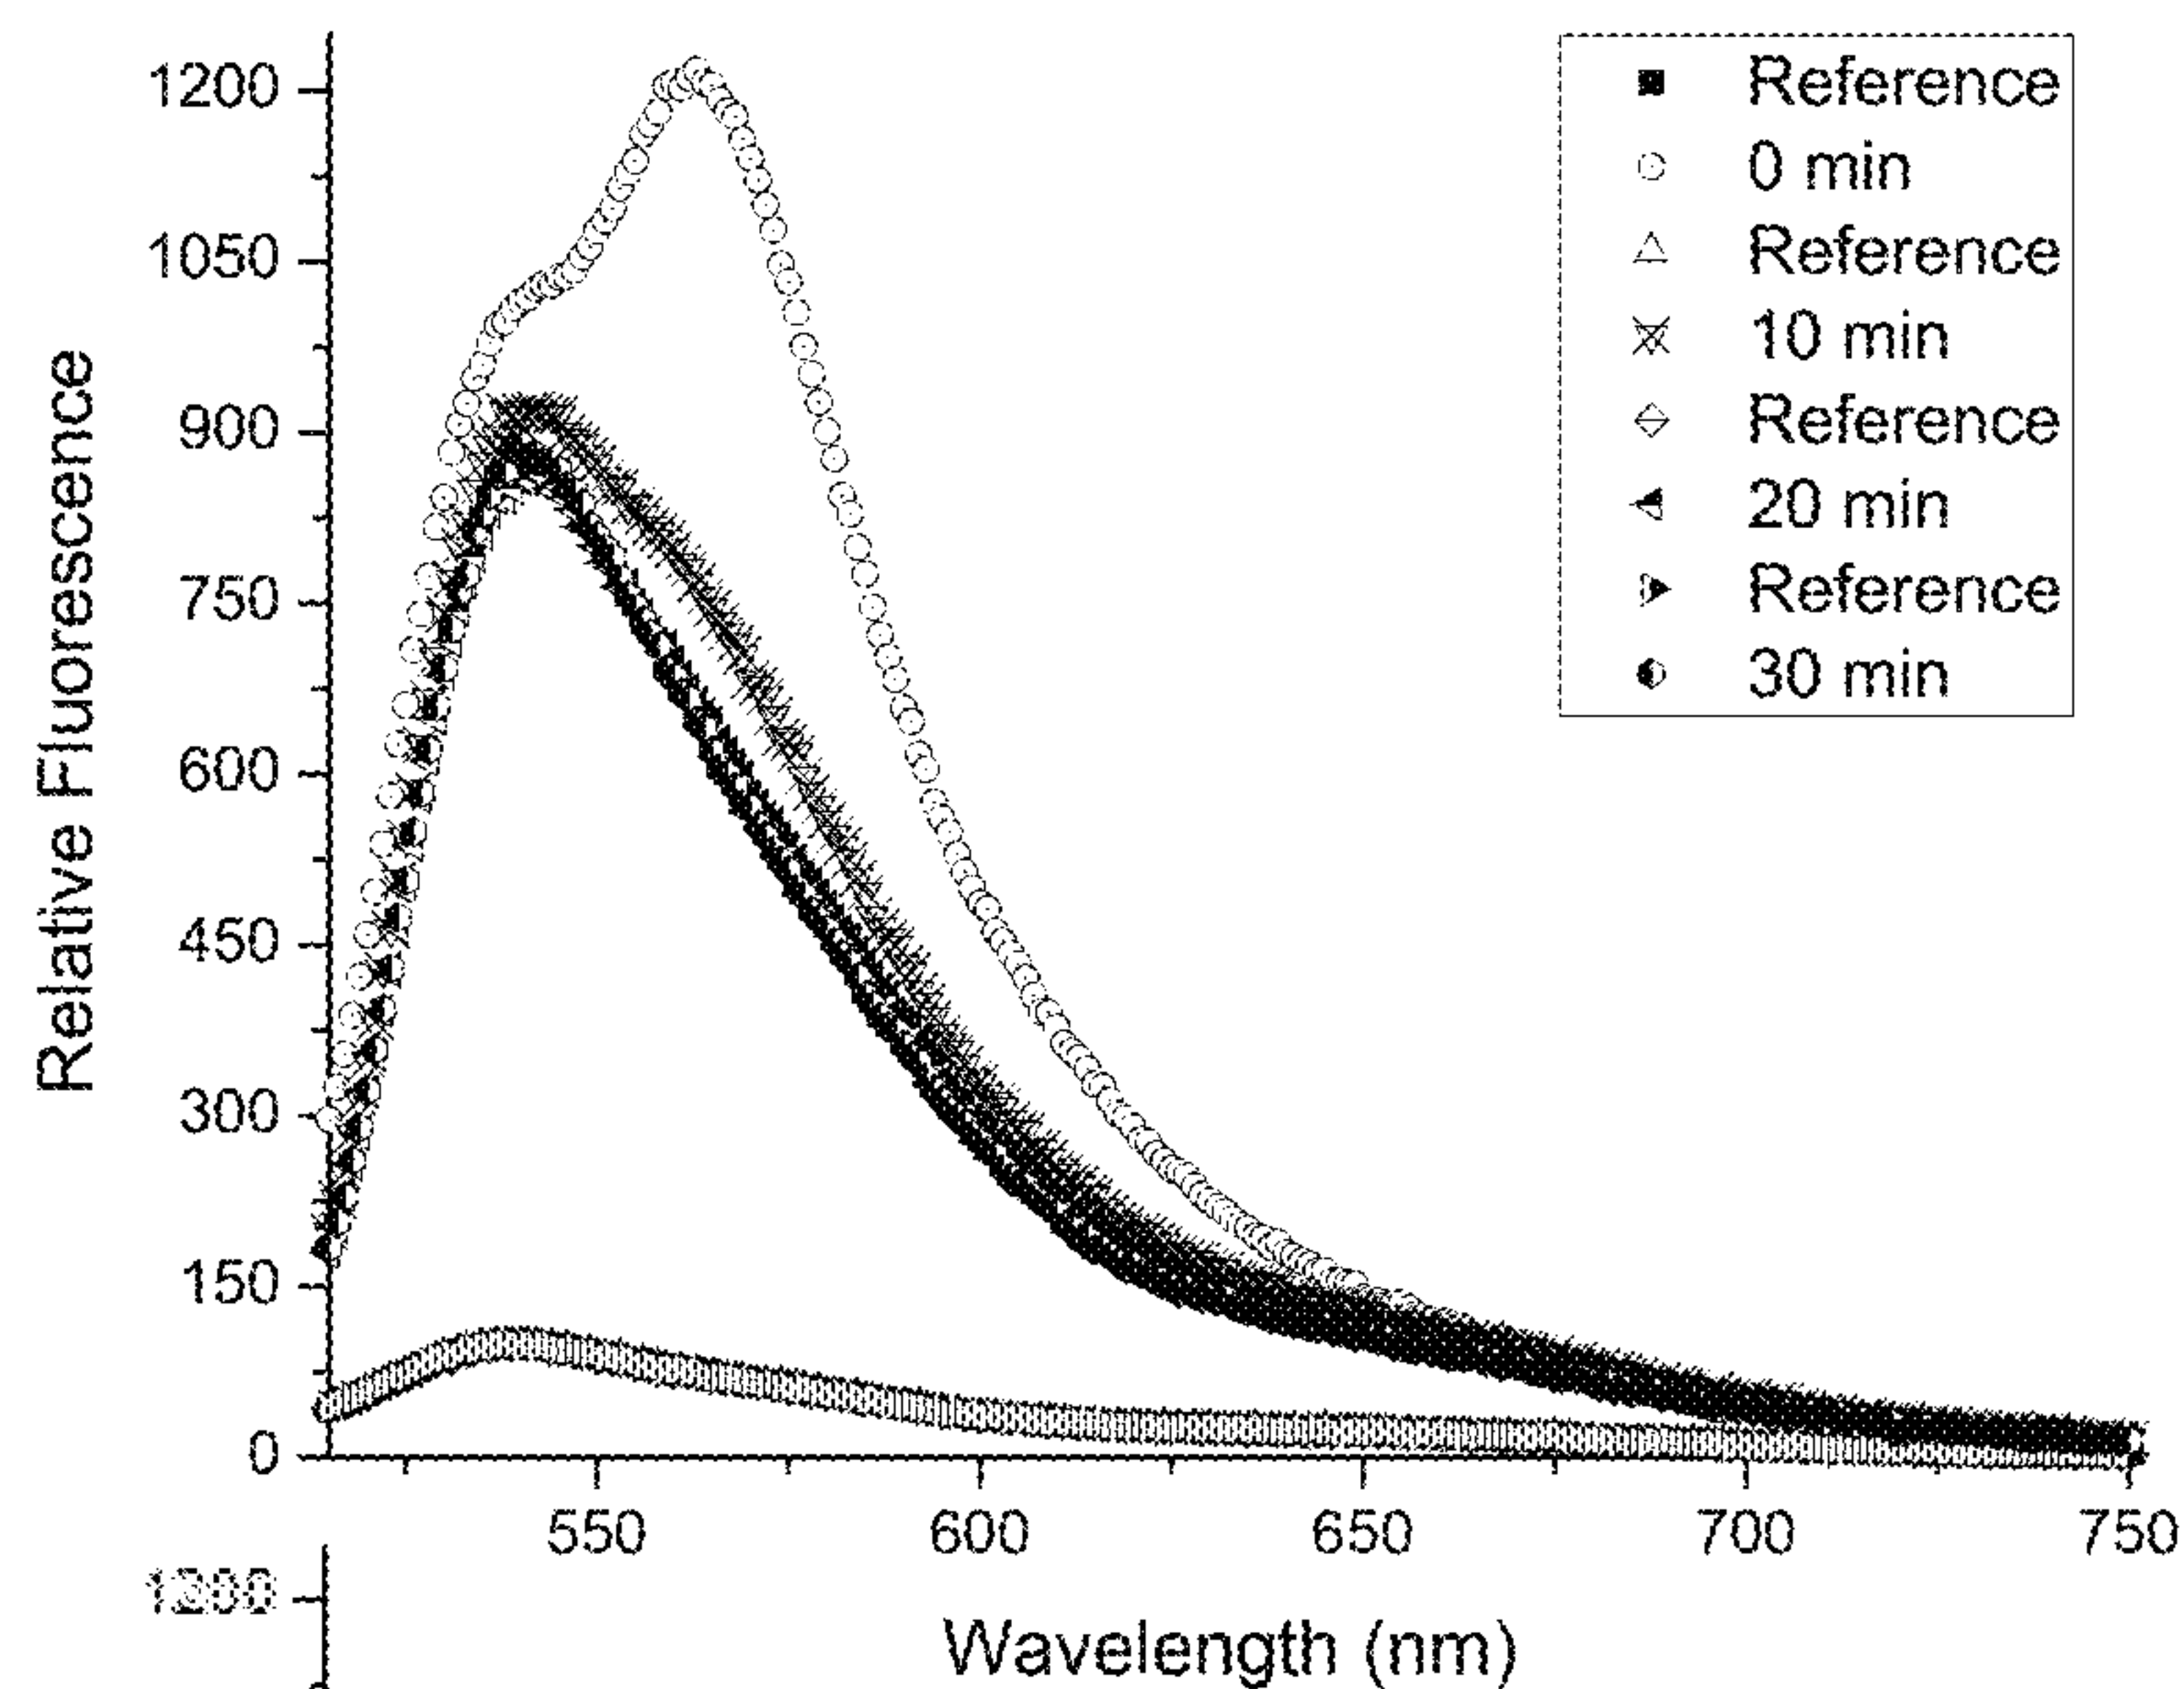 Relative Fluorescence
1200
1050
900
750
600
450
300
150
0
Reference
0 min
Reference
10 min
Reference
20 min
Reference
30 min
550 600 650 700 750
Wavelength (nm)